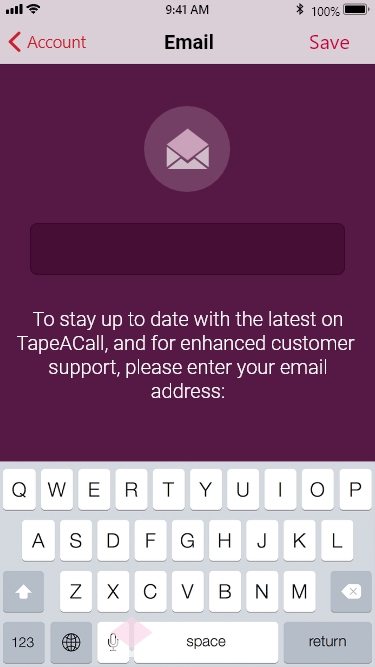 9:41 AM 100%
Account Email Save
To stay up to date with the latest on
TapeACall, and for enhanced customer
support, please enter your email
address:
Q W E R T Y U I O P
A S D F G H J K L
Z X C V B N M
123 space return